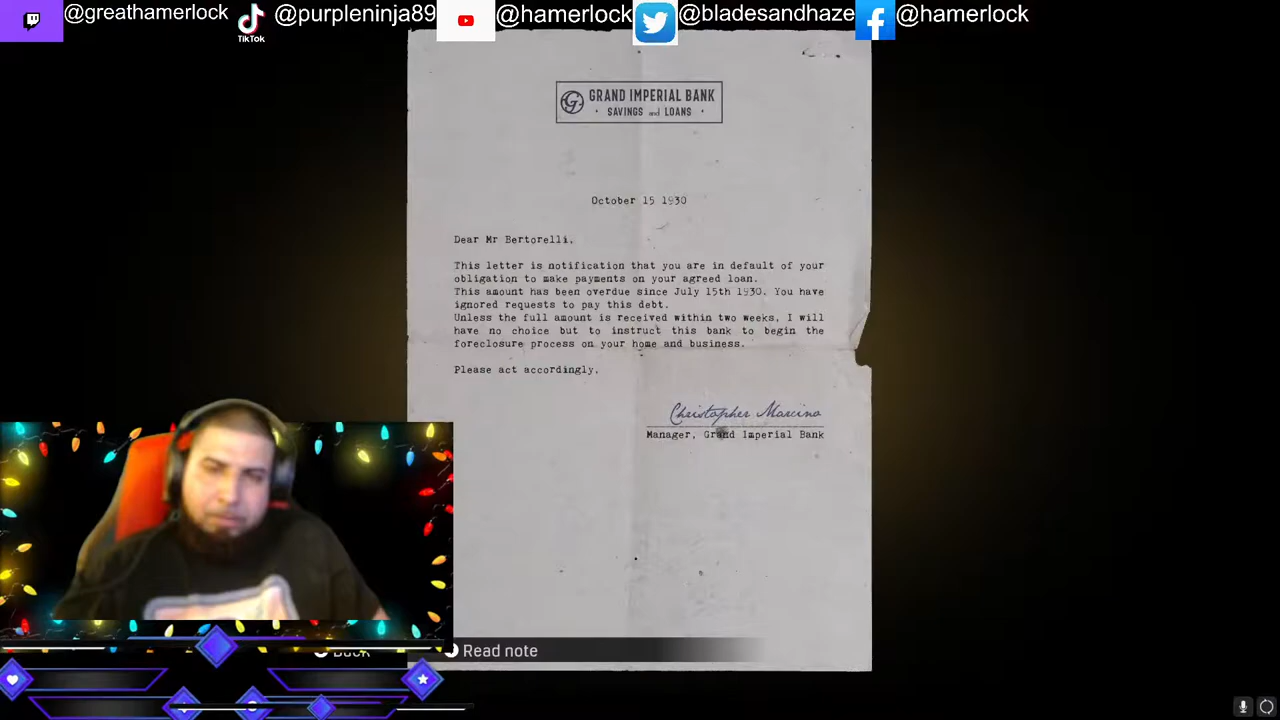 @greathamerlock
TikTok
@purpleninja89
@hamerlock
@bladesandhaze
@hamerlock
GRAND IMPERIAL BANK
· SAVINGS and LOANS ·
October 15 1930
Dear Mr Bertorelli,
This letter is notification that you are in default of your
obligation to make payments on your agreed loan.
This amount has been overdue since July 15th 1930. You have
ignored requests to pay this debt.
Unless the full amount is received within two weeks, I will
have no choice but to instruct this bank to begin the
foreclosure process on your home and business.
Please act accordingly,
Christopher Marcino
Manager, Grand Imperial Bank
Back
Read note